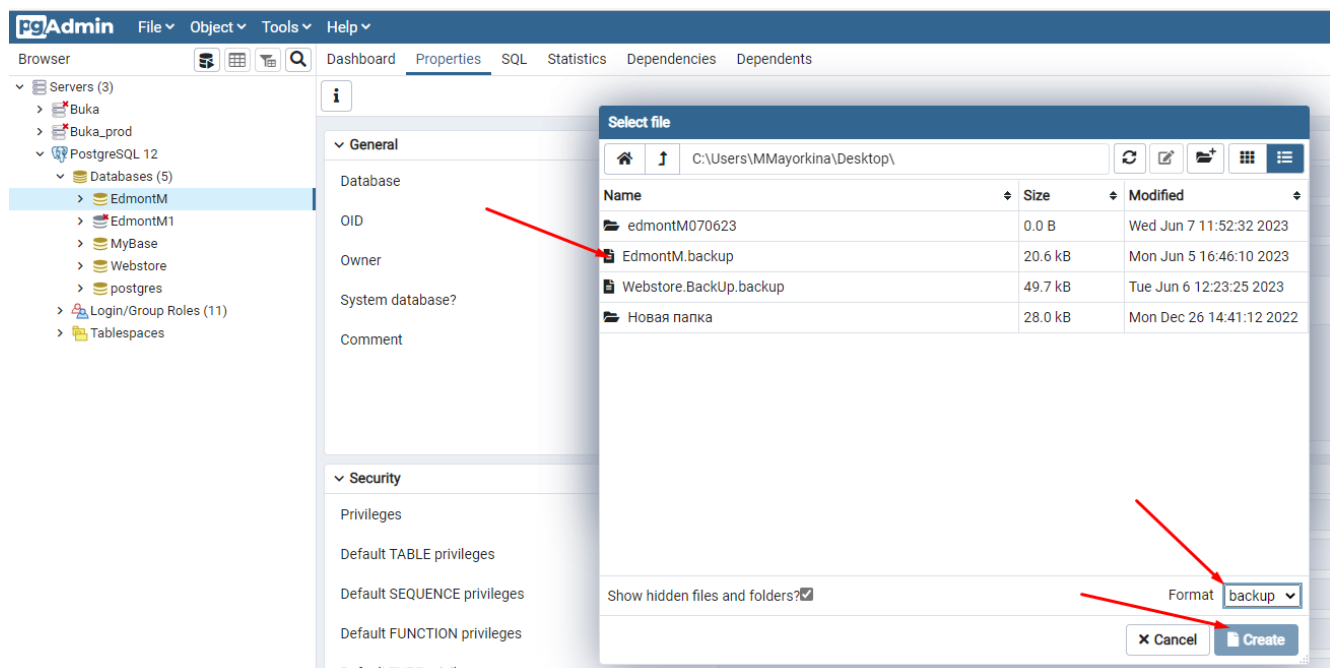 pgAdmin File Object Tools Help
Browser
Dashboard Properties SQL Statistics Dependencies Dependents
Servers (3)
Buka
Buka_prod
PostgreSQL 12
Databases (5)
EdmontM
EdmontM1
MyBase
Webstore
postgres
Login/Group Roles (11)
Tablespaces
i
General
Database
OID
Owner
System database?
Comment
Security
Privileges
Default TABLE privileges
Default SEQUENCE privileges
Default FUNCTION privileges
Select file
C:\Users\MMayorkina\Desktop\
Name Size Modified
edmontM070623 0.0 B Wed Jun 7 11:52:32 2023
EdmontM.backup 20.6 kB Mon Jun 5 16:46:10 2023
Webstore.BackUp.backup 49.7 kB Tue Jun 6 12:23:25 2023
Новая папка 28.0 kB Mon Dec 26 14:41:12 2022
Show hidden files and folders? Format backup
Cancel Create